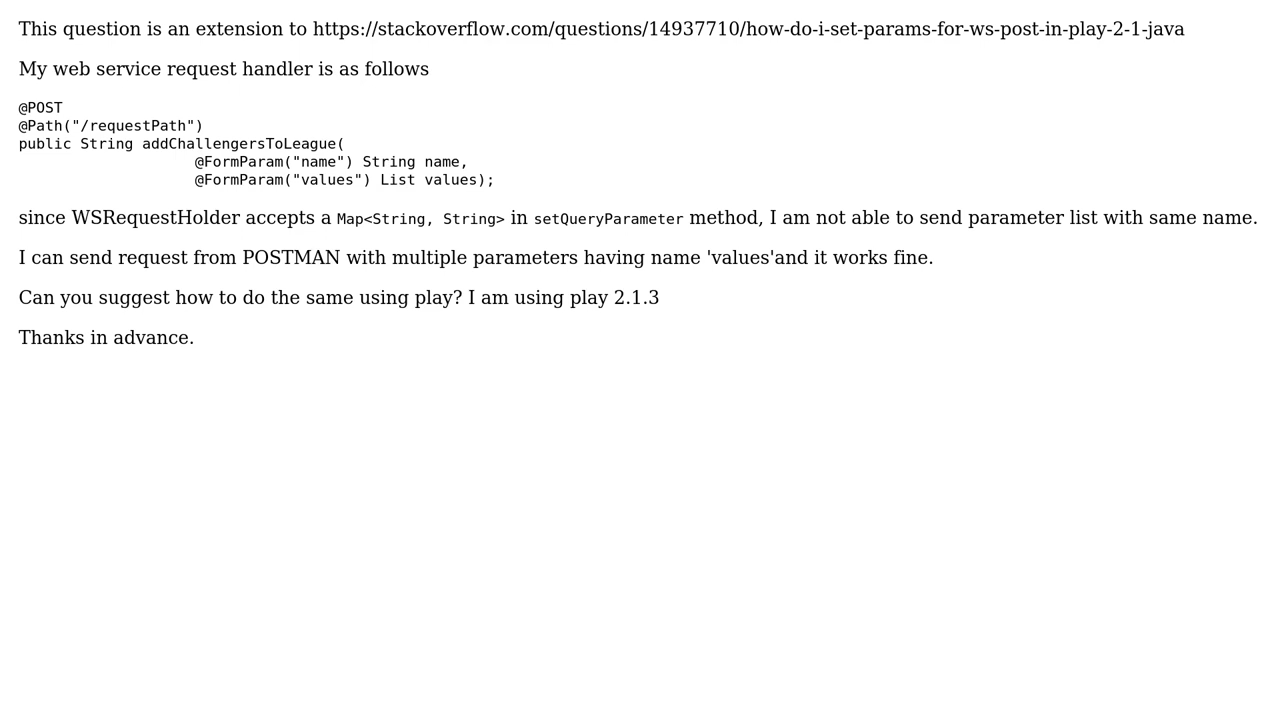 This question is an extension to https://stackoverflow.com/questions/14937710/how-do-i-set-params-for-ws-post-in-play-2-1-java
My web service request handler is as follows
@POST
@Path("/requestPath")
public String addChallengersToLeague(
@FormParam("name") String name,
@FormParam("values") List values);
since WSRequestHolder accepts a Map<String, String> in setQueryParameter method, I am not able to send parameter list with same name.
I can send request from POSTMAN with multiple parameters having name 'values'and it works fine.
Can you suggest how to do the same using play? I am using play 2.1.3
Thanks in advance.